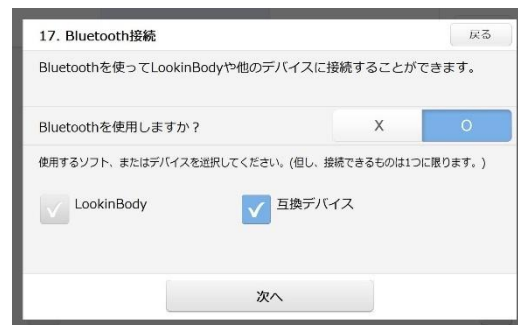 17. Bluetooth接続
戻る
Bluetoothを使ってLookinBodyや他のデバイスに接続することができます。
Bluetoothを使用しますか？
X
O
使用するソフト、またはデバイスを选択してください。(但し、接続できるものは1つに限ります。)
LookinBody
互換デバイス
次へ